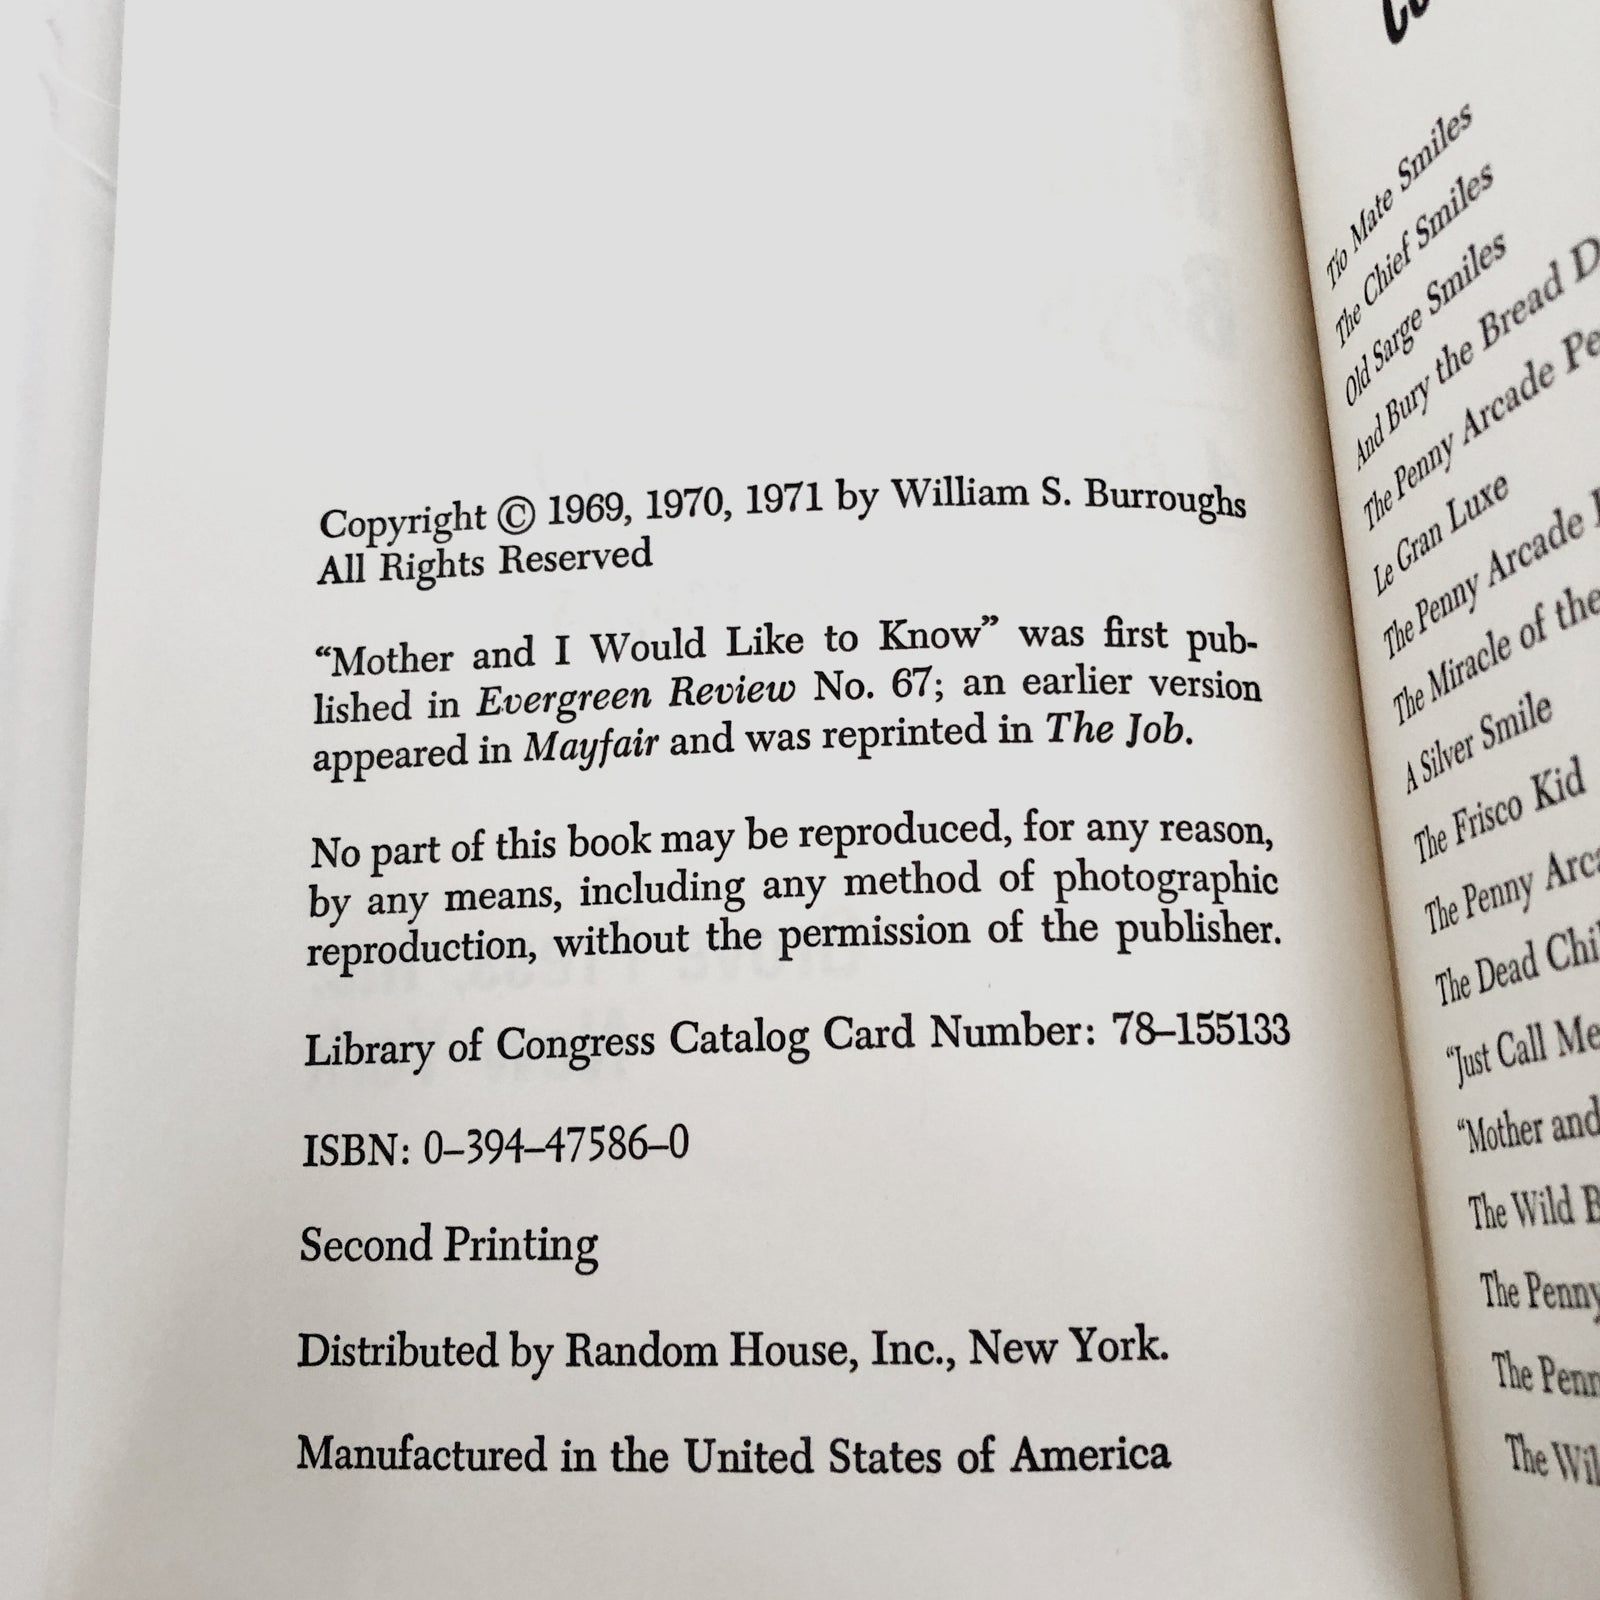 Copyright © 1969, 1970, 1971 by William S. Burroughs
All Rights Reserved
“Mother and I Would Like to Know” was first pub-
lished in Evergreen Review No. 67; an earlier version
appeared in Mayfair and was reprinted in The Job.
No part of this book may be reproduced, for any reason,
by any means, including any method of photographic
reproduction, without the permission of the publisher.
Library of Congress Catalog Card Number: 78–155133
ISBN: 0–394–47586–0
Second Printing
Distributed by Random House, Inc., New York.
Manufactured in the United States of America
Tío Mate Smiles
The Chief Smiles
Old Sarge Smiles
And Bury the Bread
The Penny Arcade
Le Gran Luxe
The Penny Arcade
The Miracle of the
A Silver Smile
The Frisco Kid
The Penny
The Dead
“Just Call Me
“Mother and
The Wild
The Penny
The
The